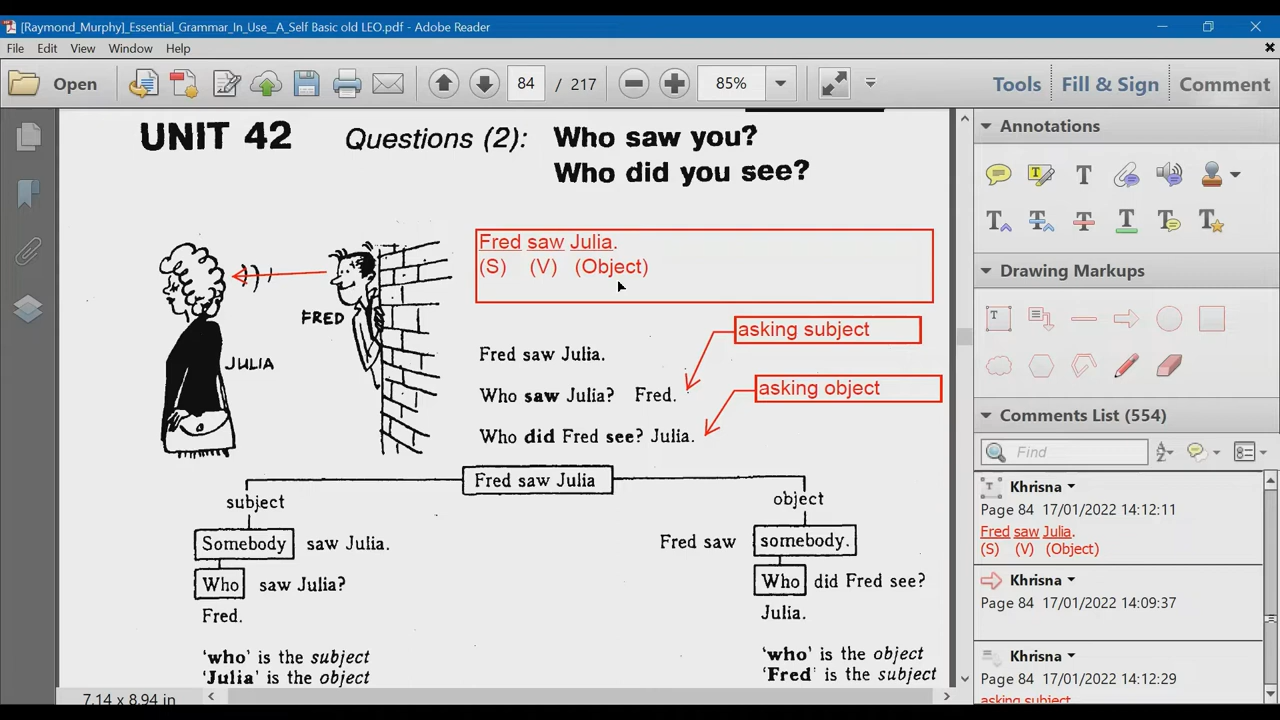 [Raymond_Murphy]_Essential_Grammar_In_Use__A_Self Basic old LEO.pdf - Adobe Reader
File Edit View Window Help
Open 84 / 217 85% Tools Fill & Sign Comment
UNIT 42 Questions (2): Who saw you?
Who did you see?
Fred saw Julia.
(S) (V) (Object)
FRED
JULIA
asking subject
Fred saw Julia.
asking object
Who saw Julia? Fred.
Who did Fred see? Julia.
Fred saw Julia
subject
object
Somebody saw Julia.
Fred saw somebody.
Who saw Julia?
Who did Fred see?
Fred.
Julia.
'who' is the subject
'Julia' is the object
'who' is the object
'Fred' is the subject
7.14 x 8.94 in
Annotations
Drawing Markups
Comments List (554)
Find
Khrisna
Page 84 17/01/2022 14:12:11
Fred saw Julia.
(S) (V) (Object)
Khrisna
Page 84 17/01/2022 14:09:37
Khrisna
Page 84 17/01/2022 14:12:29
asking subject